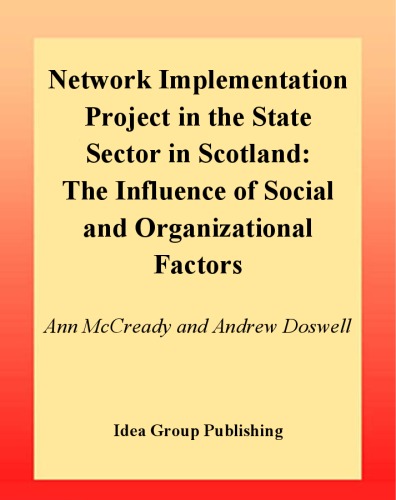 Network Implementation
Project in the State
Sector in Scotland:
The Influence of Social
and Organizational
Factors
Ann McCready and Andrew Doswell
Idea Group Publishing